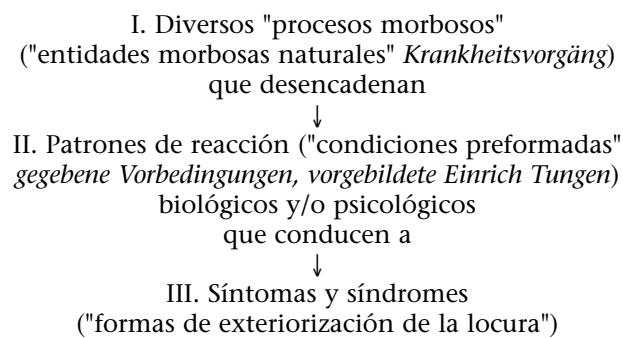 I. Diversos "procesos morbosos"
("entidades morbosas naturales" Krankheitsvorgäng)
que desencadenan
↓
II. Patrones de reacción ("condiciones preformadas"
gegebene Vorbedingungen, vorgebildete Einrich Tungen)
biológicos y/o psicológicos
que conducen a
↓
III. Síntomas y síndromes
("formas de exteriorización de la locura")